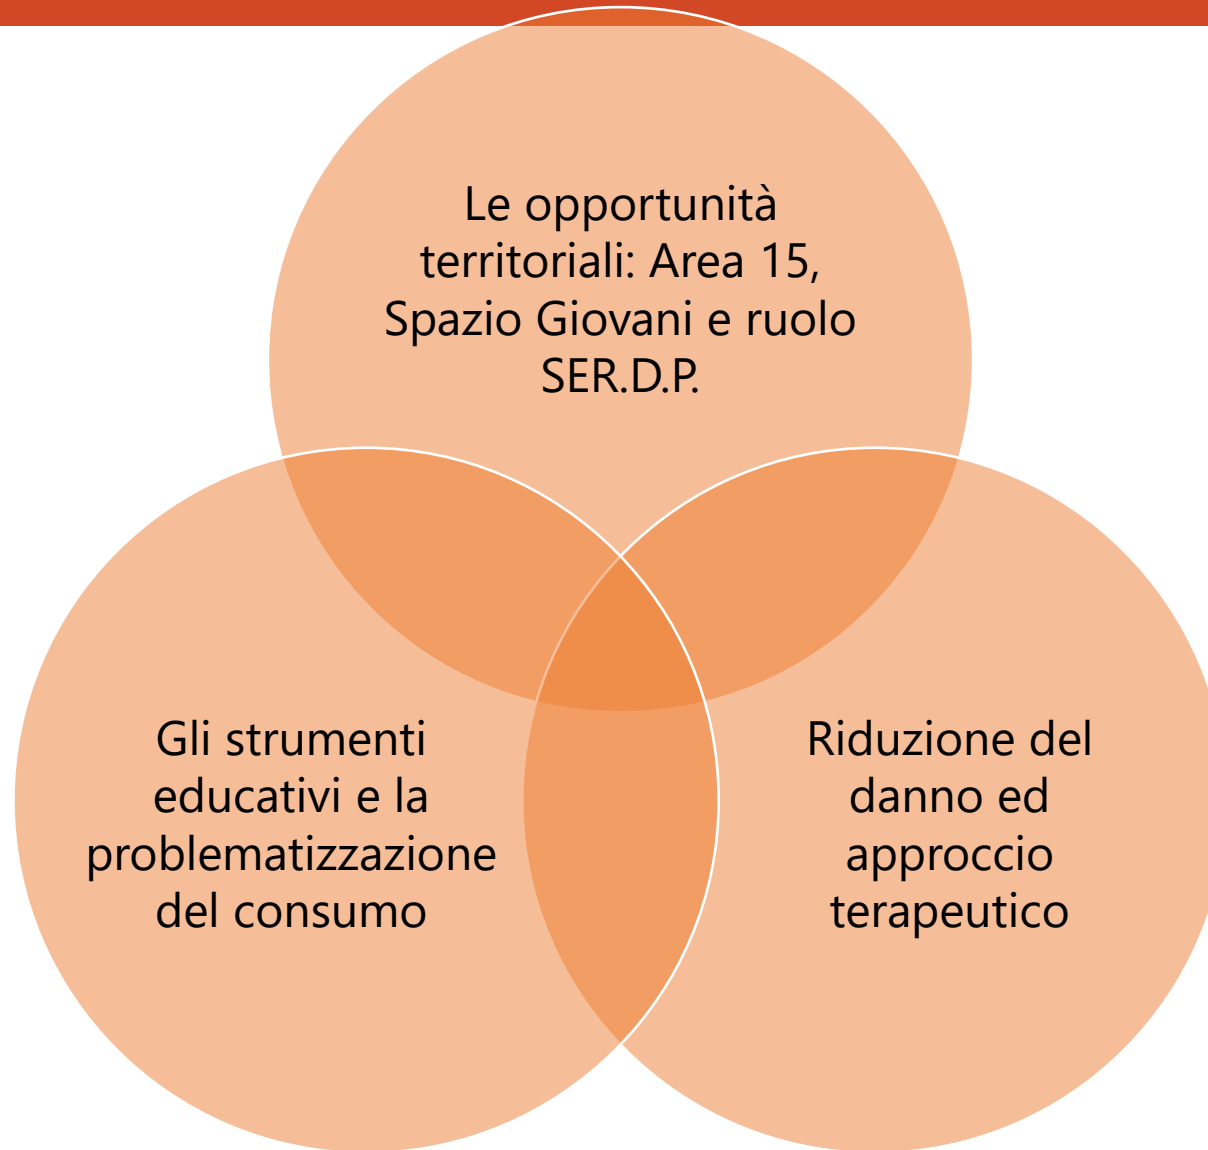 Le opportunità
territoriali: Area 15,
Spazio Giovani e ruolo
SER.D.P.
Gli strumenti
educativi e la
problematizzazione
del consumo
Riduzione del
danno ed
approccio
terapeutico